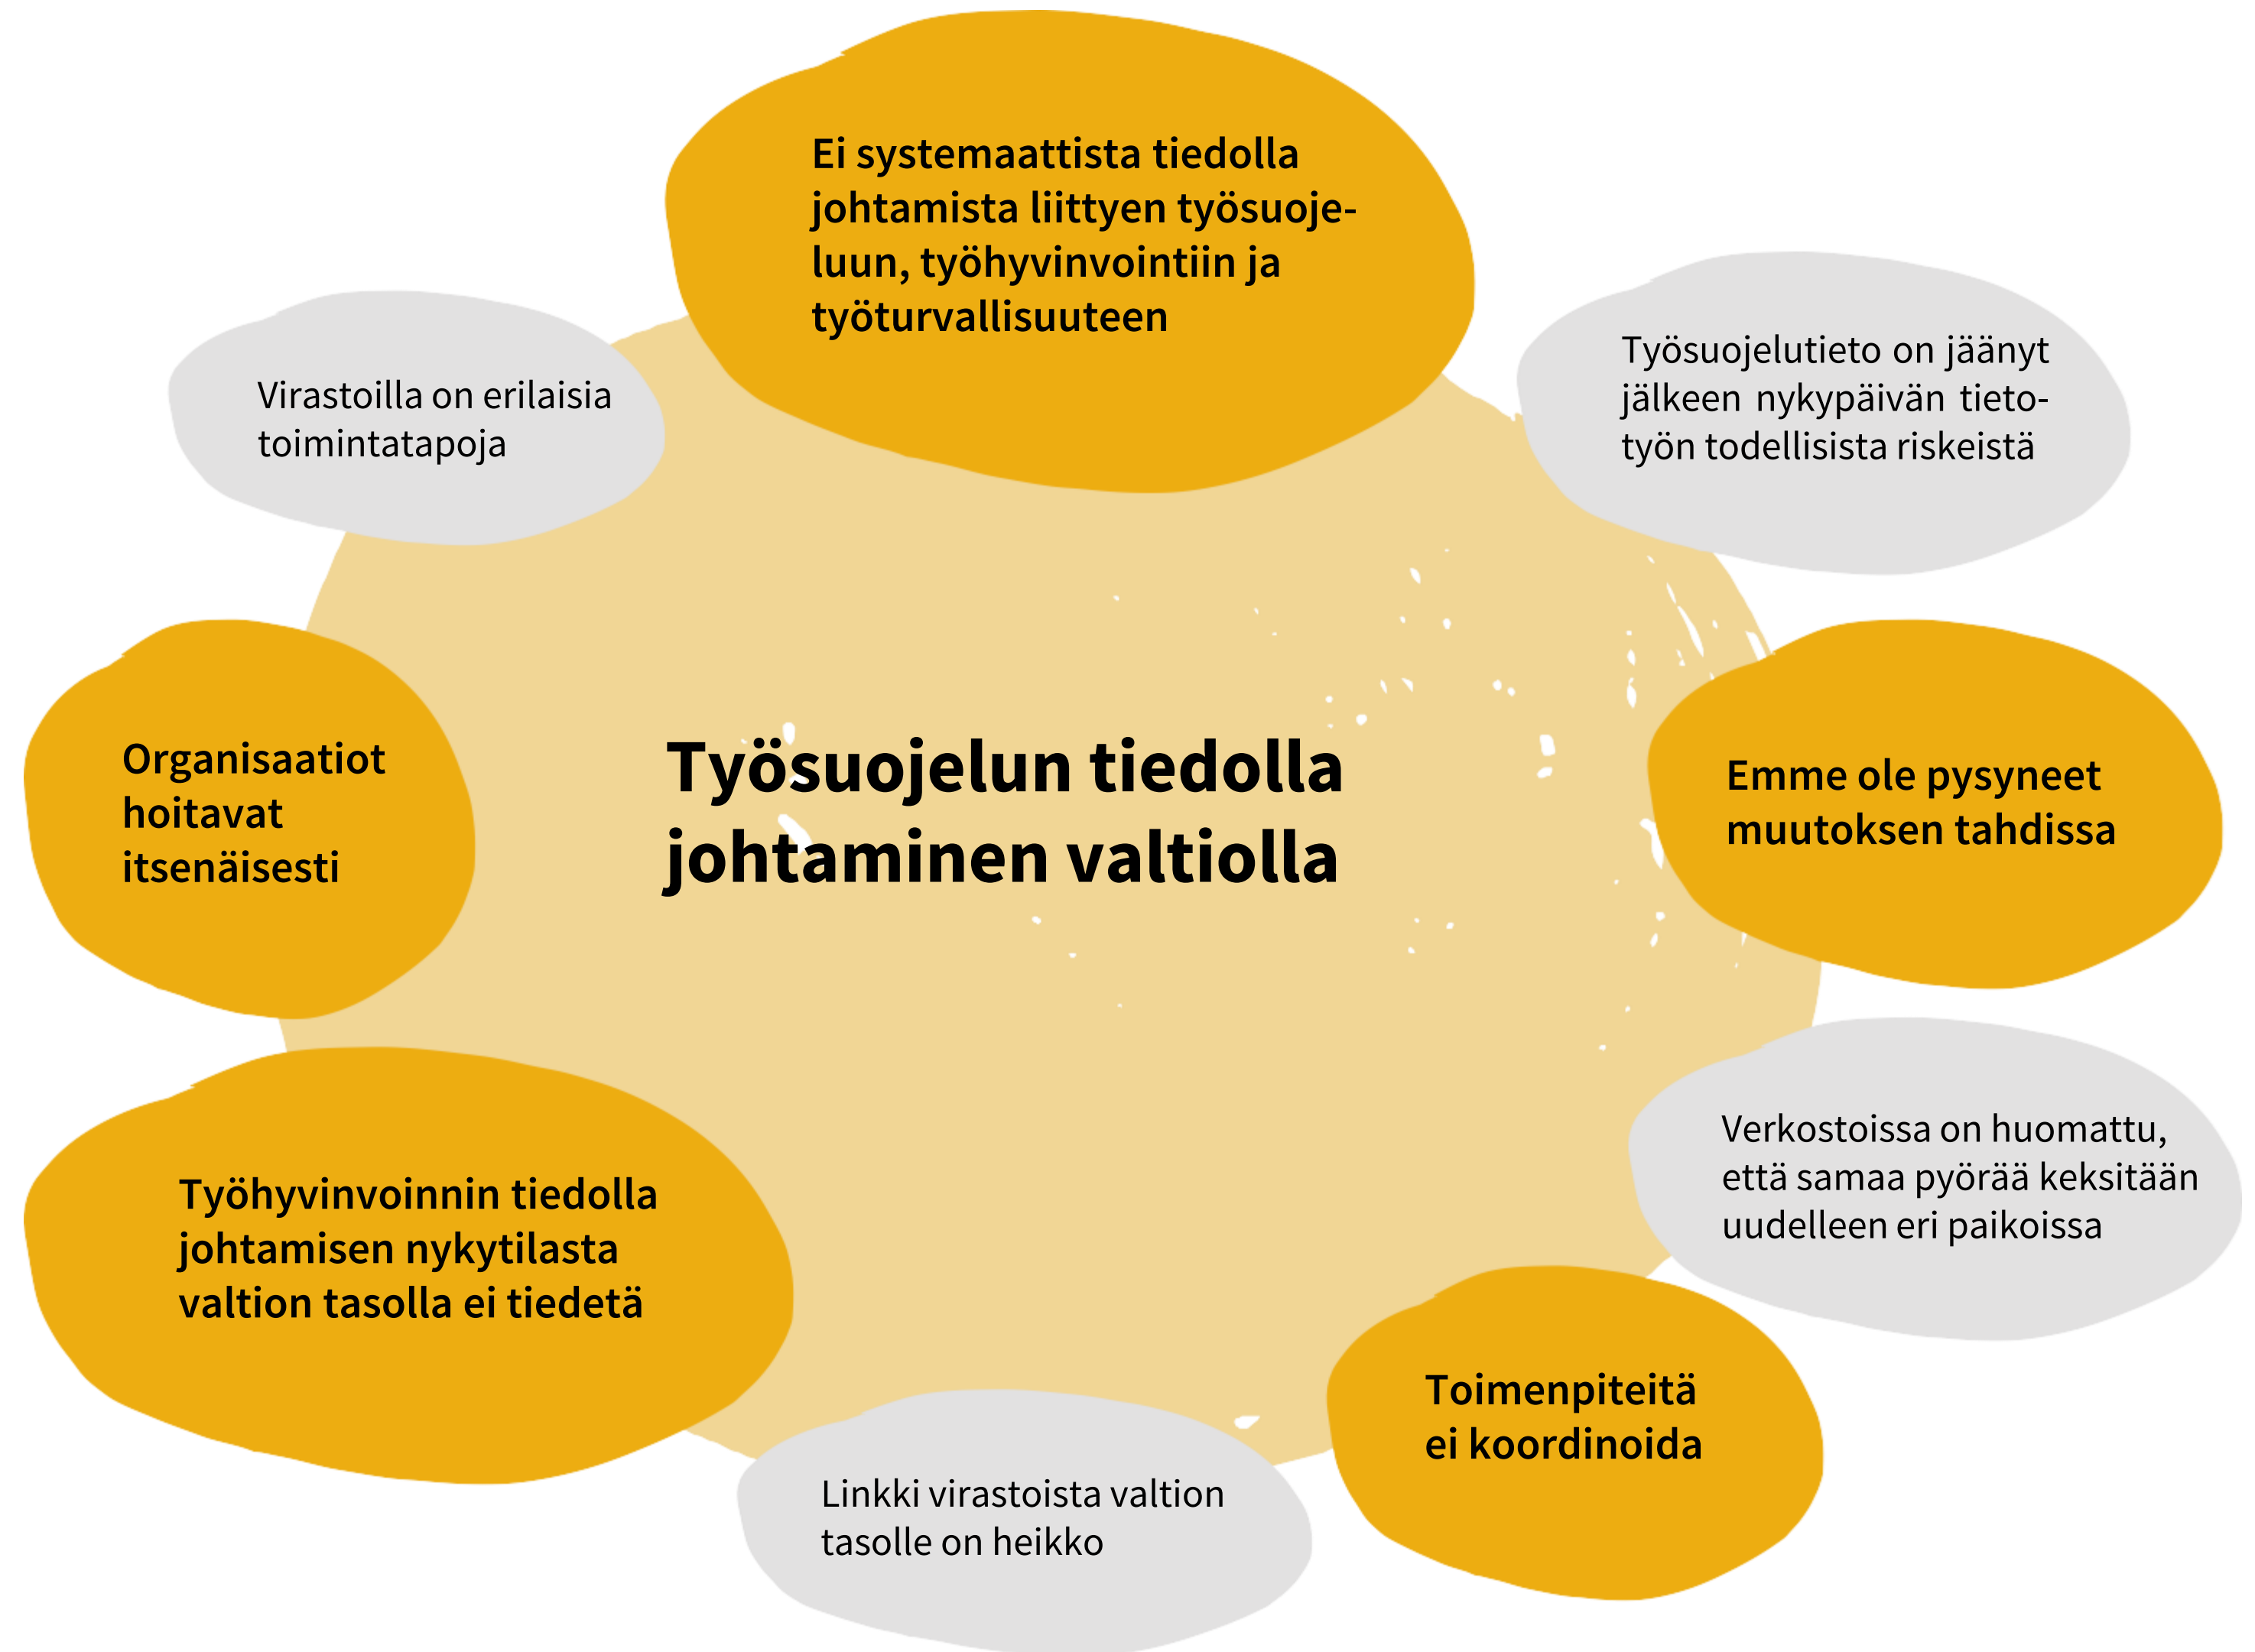 Ei systemaattista tiedolla
johtamista liittyen työsuoje-
luun, työhyvinvointiin ja
työturvallisuuteen
Virastoilla on erilaisia
toimintatapoja
Työsuojelutieto on jäänyt
jälkeen nykypäivän tieto-
työn todellisista riskeistä
Organisaatiot
hoitavat
itsenäisesti
Työsuojelun tiedolla
johtaminen valtiolla
Emme ole pysyneet
muutoksen tahdissa
Työhyvinvoinnin tiedolla
johtamisen nykytilasta
valtion tasolla ei tiedetä
Verkostoissa on huomattu,
että samaa pyörää keksitään
uudelleen eri paikoissa
Toimenpiteitä
ei koordinoida
Linkki virastoista valtion
tasolle on heikko